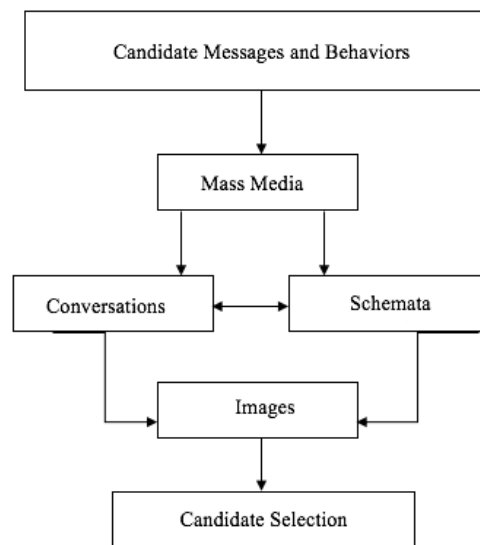 Candidate Messages and Behaviors
Mass Media
Conversations
Schemata
Images
Candidate Selection